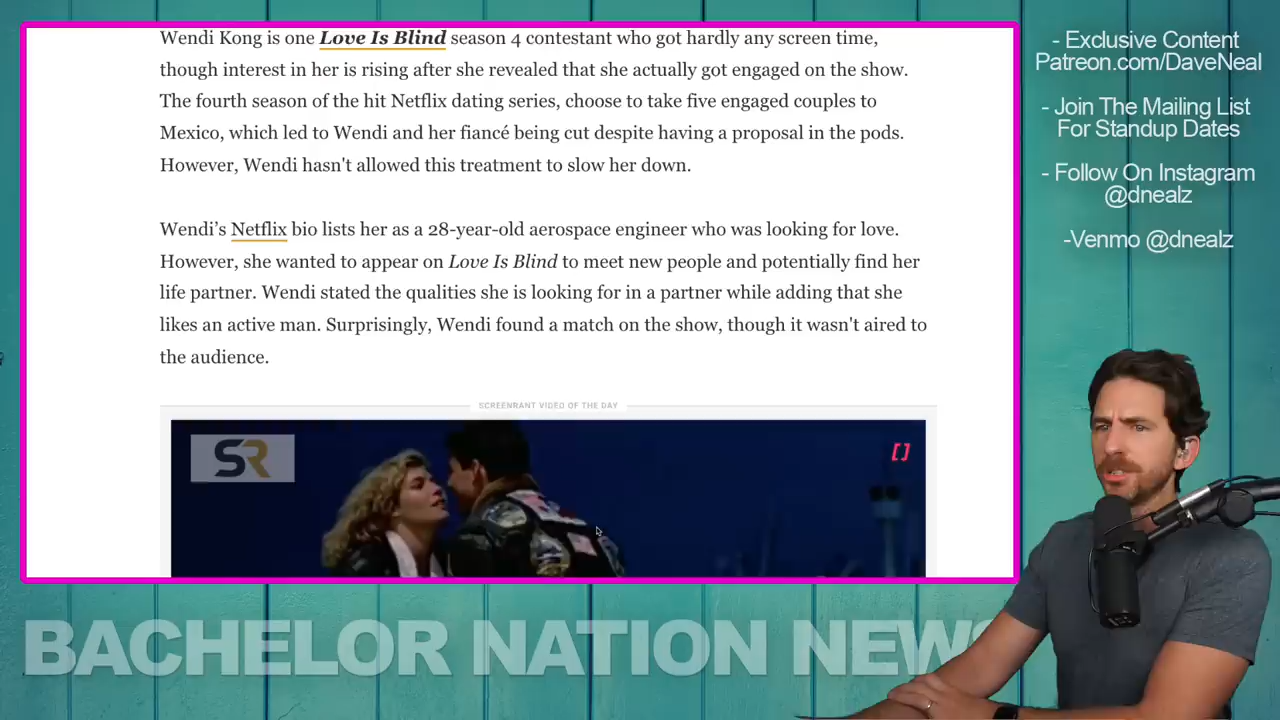 Wendi Kong is one Love Is Blind season 4 contestant who got hardly any screen time,
though interest in her is rising after she revealed that she actually got engaged on the show.
The fourth season of the hit Netflix dating series, choose to take five engaged couples to
Mexico, which led to Wendi and her fiancé being cut despite having a proposal in the pods.
However, Wendi hasn't allowed this treatment to slow her down.
Wendi’s Netflix bio lists her as a 28-year-old aerospace engineer who was looking for love.
However, she wanted to appear on Love Is Blind to meet new people and potentially find her
life partner. Wendi stated the qualities she is looking for in a partner while adding that she
likes an active man. Surprisingly, Wendi found a match on the show, though it wasn't aired to
the audience.
SCREENRANT VIDEO OF THE DAY
SR
[ ]
- Exclusive Content
Patreon.com/DaveNeal
- Join The Mailing List
For Standup Dates
- Follow On Instagram
@dnealz
-Venmo @dnealz
BACHELOR NATION NEWS